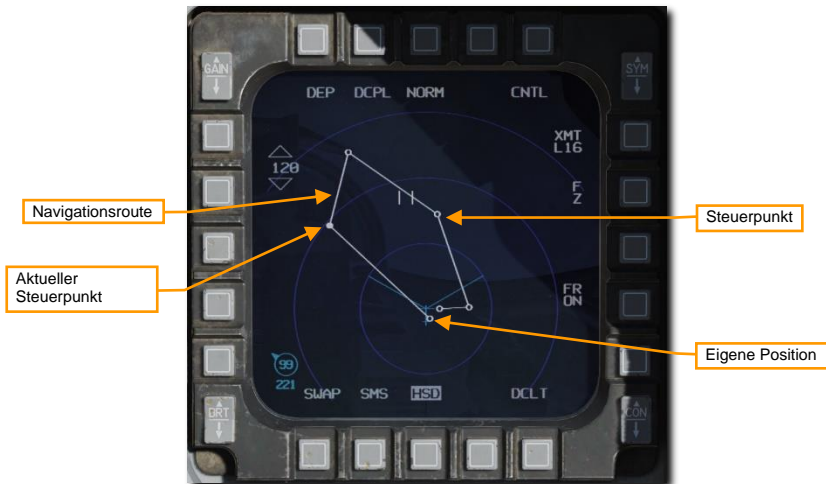 GAIN
SYM
DEP DCPL NORM CNTL
XMT
L16
120
F
Z
Navigationsroute
Steuerpunkt
Aktueller
Steuerpunkt
FR
ON
Eigene Position
99
221
SWAP SMS HSD DCLT
BRT
CON